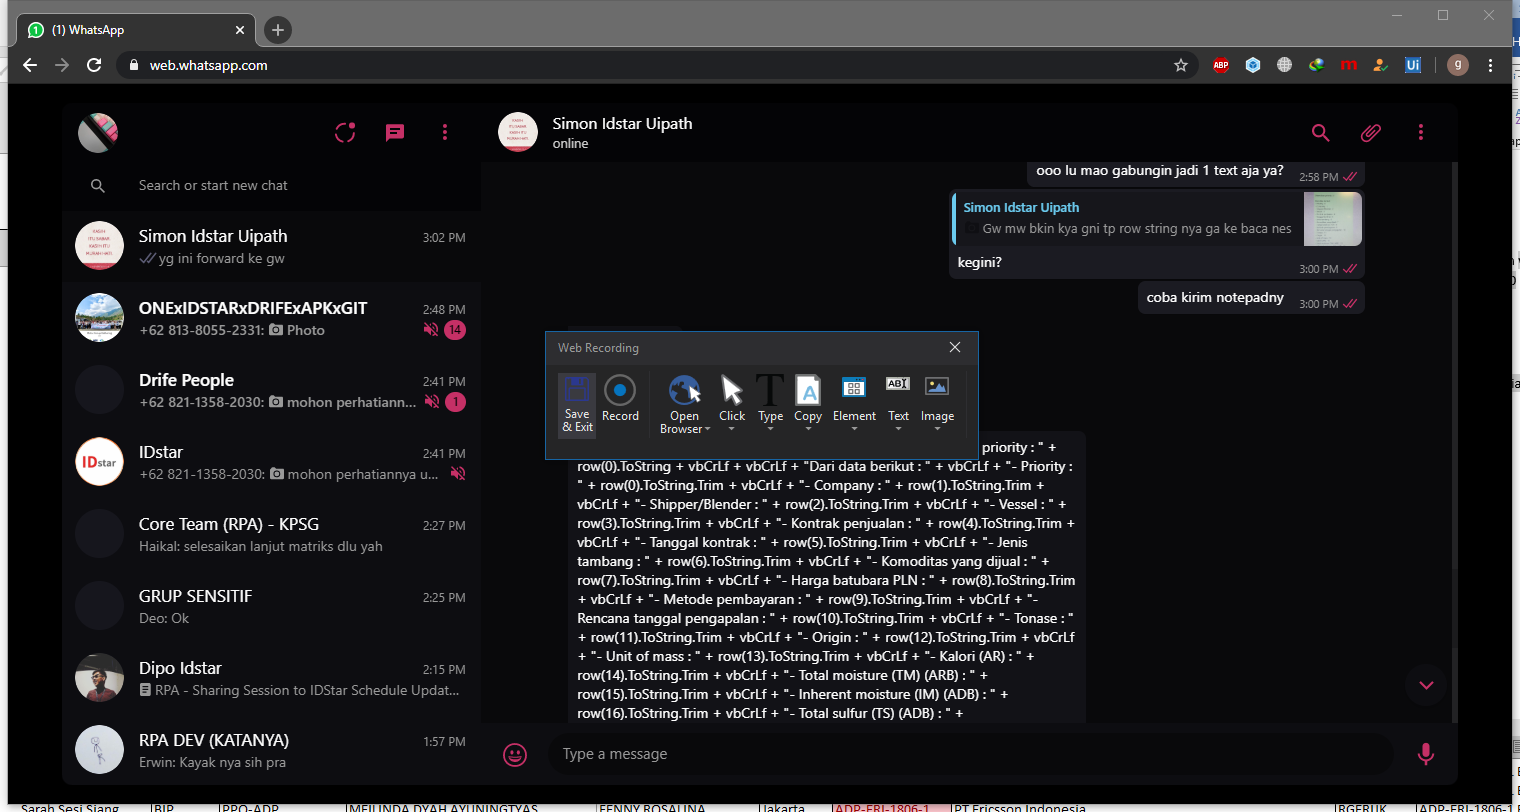 (1) WhatsApp
web.whatsapp.com
ABP
m
Ui
g
Simon Idstar Uipath
online
Search or start new chat
Simon Idstar Uipath
3:02 PM
yg ini forward ke gw
ONExIDSTARxDRIFExAPKxGIT
2:48 PM
+62 813-8055-2331: Photo
14
Drife People
2:41 PM
+62 821-1358-2030: mohon perhatiann...
1
IDstar
IDstar
2:41 PM
+62 821-1358-2030: mohon perhatiannya u...
Core Team (RPA) - KPSG
2:27 PM
Haikal: selesaikan lanjut matriks dlu yah
GRUP SENSITIF
2:25 PM
Deo: Ok
Dipo Idstar
2:15 PM
RPA - Sharing Session to IDStar Schedule Updat...
RPA DEV (KATANYA)
1:57 PM
Erwin: Kayak nya sih pra
ooo lu mao gabungin jadi 1 text aja ya?
2:58 PM
Simon Idstar Uipath
Gw mw bkin kya gni tp row string nya ga ke baca nes
kegini?
3:00 PM
coba kirim notepadny
3:00 PM
Web Recording
Save & Exit
Record
Open Browser
Click
Type
Copy
Element
Text
Image
priority : " +
row(0).ToString + vbCrLf + vbCrLf + "Dari data berikut : " + vbCrLf + "- Priority :
" + row(0).ToString.Trim + vbCrLf + "- Company : " + row(1).ToString.Trim +
vbCrLf + "- Shipper/Blender : " + row(2).ToString.Trim + vbCrLf + "- Vessel : " +
row(3).ToString.Trim + vbCrLf + "- Kontrak penjualan : " + row(4).ToString.Trim +
vbCrLf + "- Tanggal kontrak : " + row(5).ToString.Trim + vbCrLf + "- Jenis
tambang : " + row(6).ToString.Trim + vbCrLf + "- Komoditas yang dijual : " +
row(7).ToString.Trim + vbCrLf + "- Harga batubara PLN : " + row(8).ToString.Trim
+ vbCrLf + "- Metode pembayaran : " + row(9).ToString.Trim + vbCrLf + "-
Rencana tanggal pengapalan : " + row(10).ToString.Trim + vbCrLf + "- Tonase : "
+ row(11).ToString.Trim + vbCrLf + "- Origin : " + row(12).ToString.Trim + vbCrLf
+ "- Unit of mass : " + row(13).ToString.Trim + vbCrLf + "- Kalori (AR) : " +
row(14).ToString.Trim + vbCrLf + "- Total moisture (TM) (ARB) : " +
row(15).ToString.Trim + vbCrLf + "- Inherent moisture (IM) (ADB) : " +
row(16).ToString.Trim + vbCrLf + "- Total sulfur (TS) (ADB) : " +
Type a message
Sarah Sesi Siang
BIP
PPO-ADP
MEILINDA DYAH AYUNINGTYAS
FENNY ROSALINA
Jakarta
ADP-ERI-1806-1
PT Ericsson Indonesia